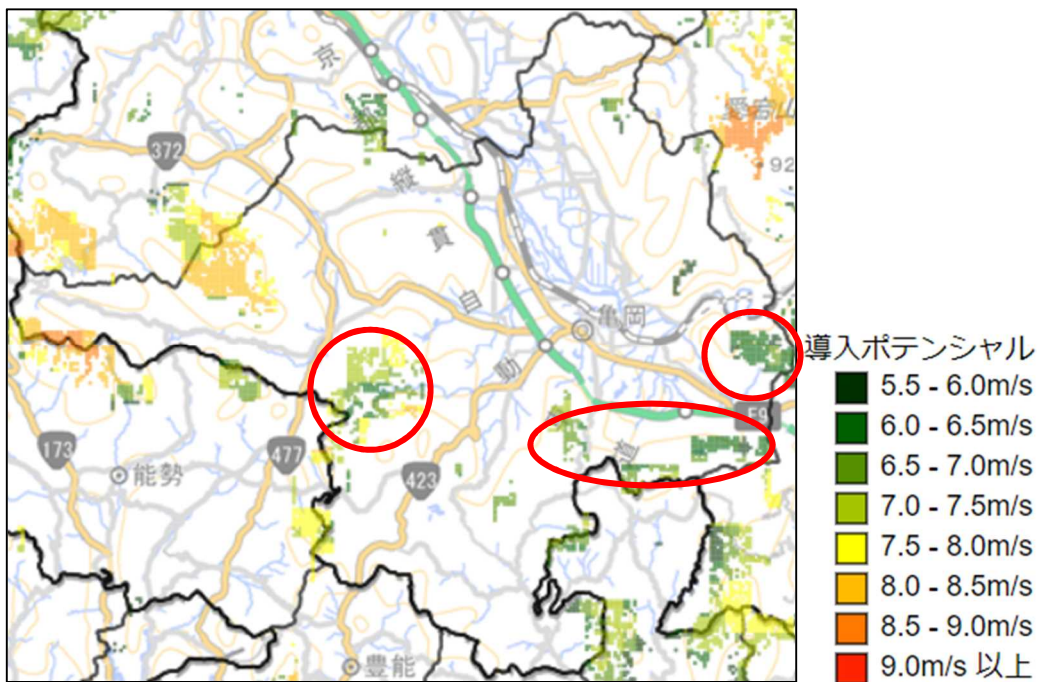 京
372
縦
貫
自
動
道
亀岡
愛宕山
92
E9
173
能勢
477
423
豊能
導入ポテンシャル
5.5 - 6.0m/s
6.0 - 6.5m/s
6.5 - 7.0m/s
7.0 - 7.5m/s
7.5 - 8.0m/s
8.0 - 8.5m/s
8.5 - 9.0m/s
9.0m/s 以上